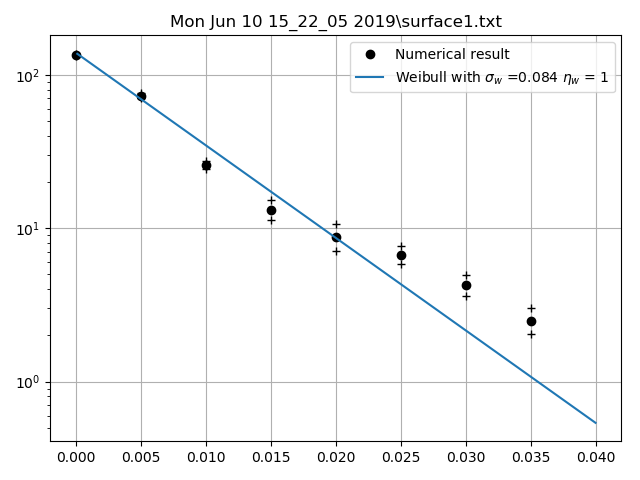 Mon Jun 10 15_22_05 2019\surface1.txt
Numerical result
Weibull with σw =0.084 ηw = 1
10²
10¹
10⁰
0.000 0.005 0.010 0.015 0.020 0.025 0.030 0.035 0.040